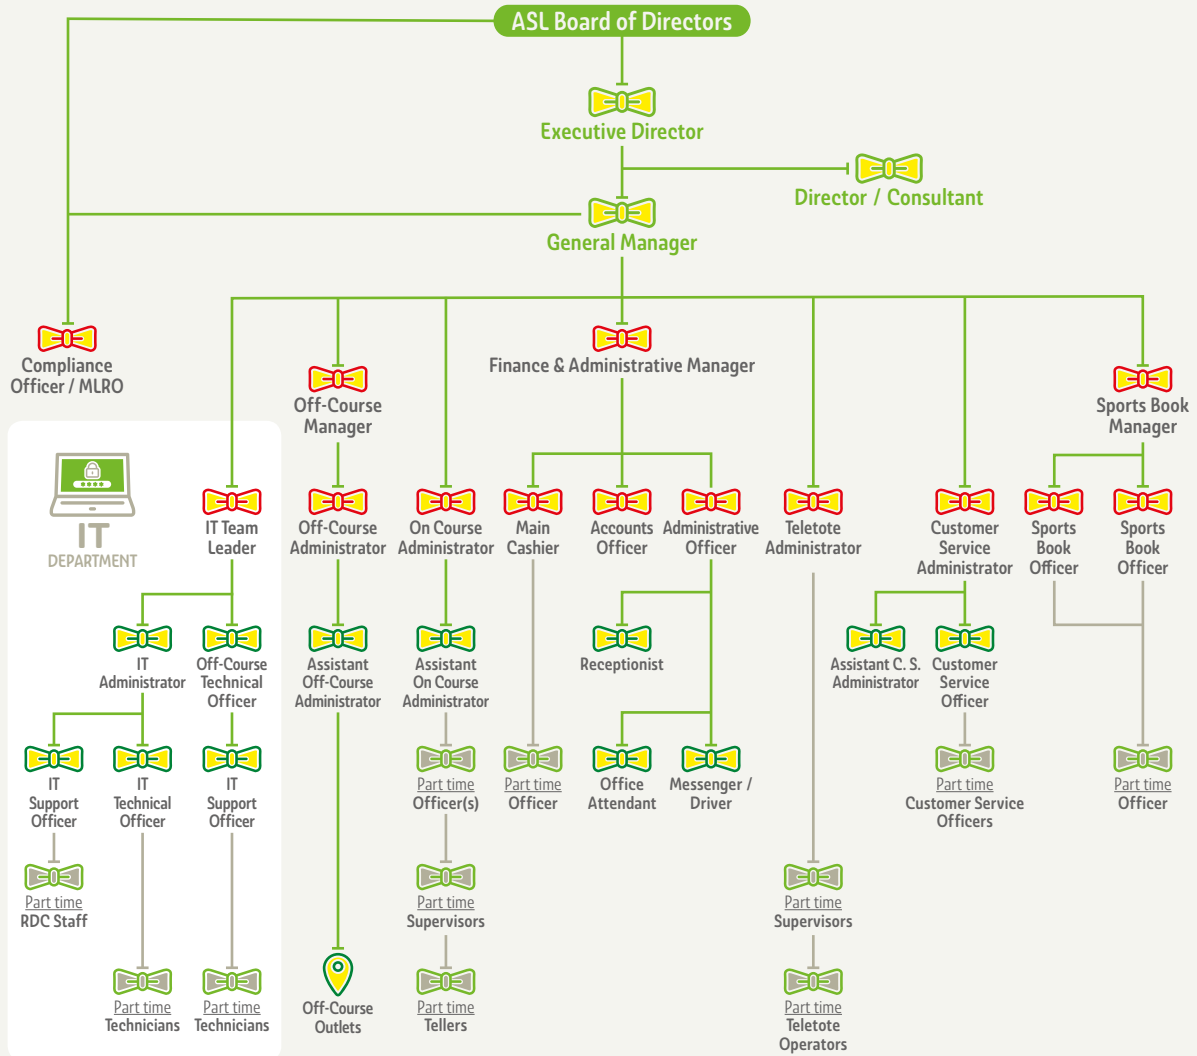 ASL Board of Directors
Executive Director
Director / Consultant
General Manager
Compliance
Officer / MLRO
Finance & Administrative Manager
Off-Course
Manager
Sports Book
Manager
****
IT
DEPARTMENT
IT Team
Leader
Off-Course
Administrator
On Course
Administrator
Main
Cashier
Accounts
Officer
Administrative
Officer
Teletote
Administrator
Customer
Service
Administrator
Sports
Book
Officer
Sports
Book
Officer
IT
Administrator
Off-Course
Technical
Officer
Assistant
Off-Course
Administrator
Assistant
On Course
Administrator
Receptionist
Assistant C. S.
Administrator
Customer
Service
Officer
IT
Support
Officer
IT
Technical
Officer
IT
Support
Officer
Part time
Officer(s)
Part time
Officer
Office
Attendant
Messenger /
Driver
Part time
Customer Service
Officers
Part time
Officer
Part time
RDC Staff
Part time
Supervisors
Part time
Supervisors
Part time
Technicians
Part time
Technicians
Off-Course
Outlets
Part time
Tellers
Part time
Teletote
Operators